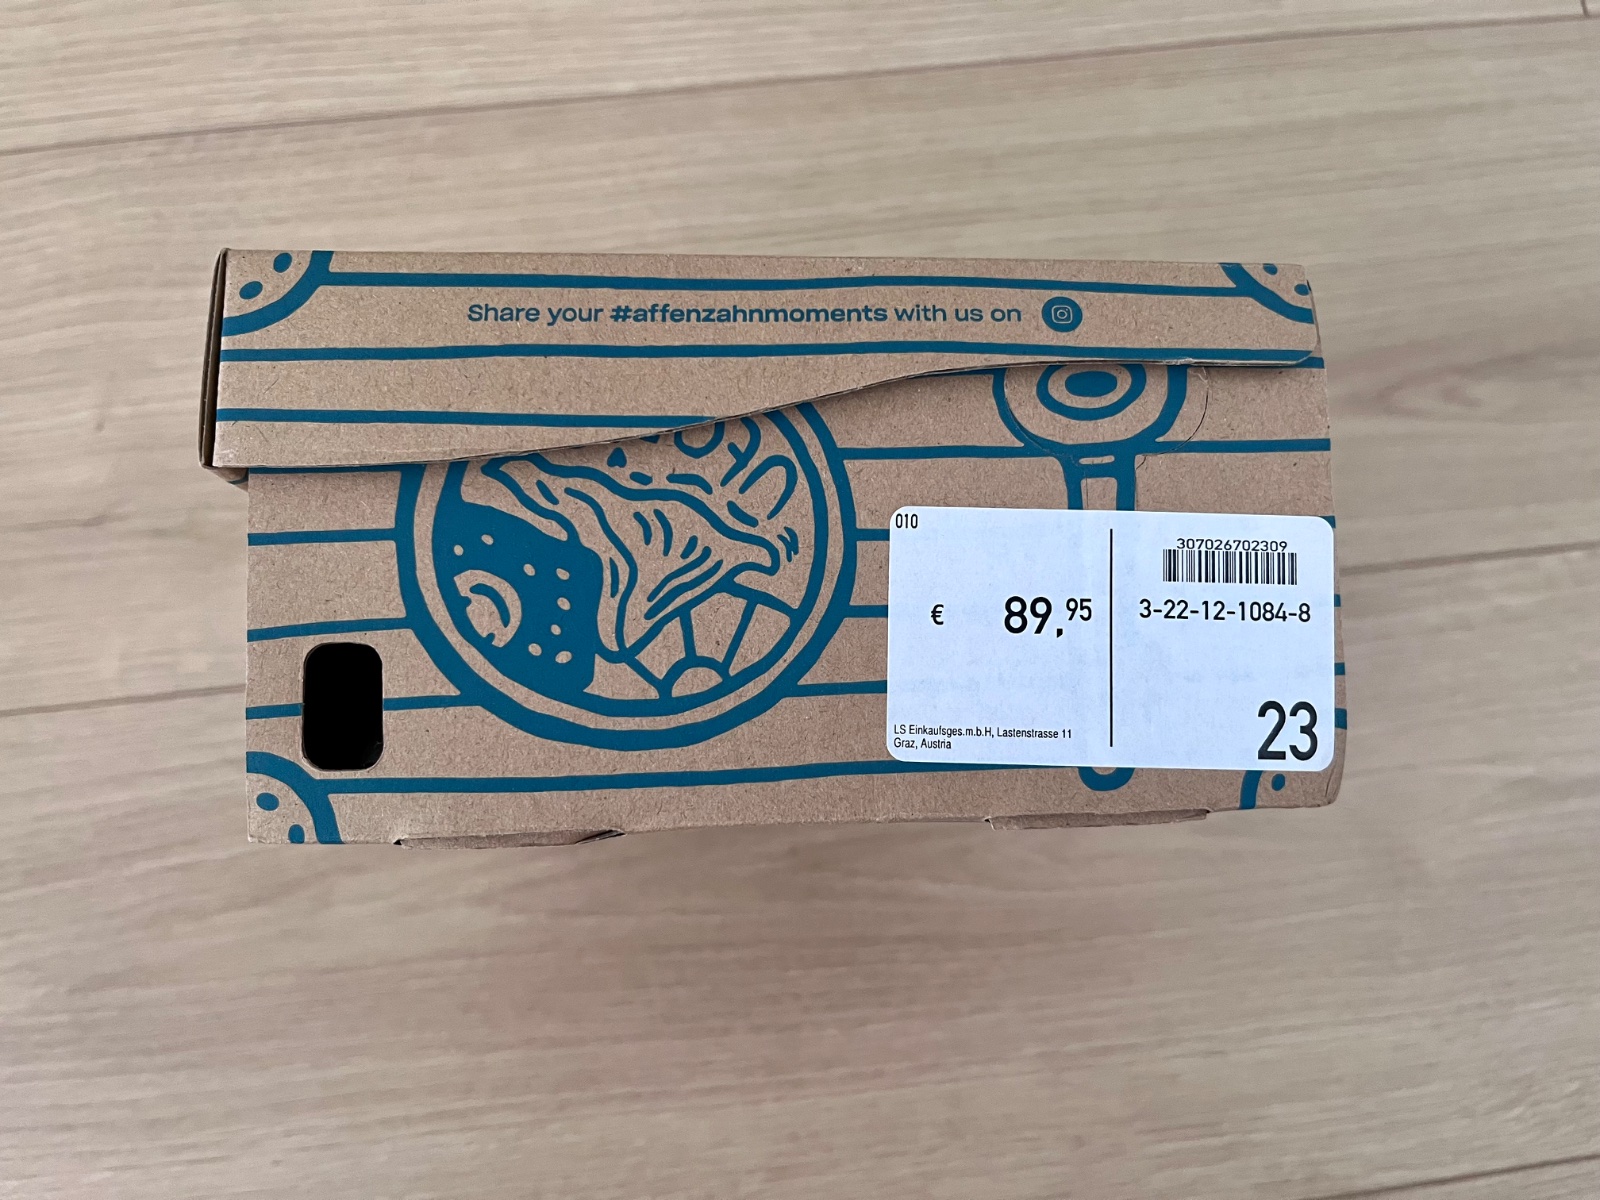 Share your #affenzahnmoments with us on
010
€ 89,95
LS Einkaufsges.m.b.H, Lastenstrasse 11
Graz, Austria
307026702309
3-22-12-1084-8
23